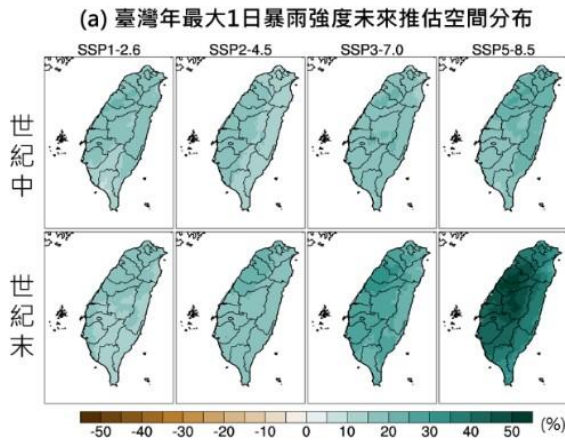 (a) 臺灣年最大1日暴雨強度未來推估空間分布
SSP1-2.6 SSP2-4.5 SSP3-7.0 SSP5-8.5
世紀中
世紀末
-50 -40 -30 -20 -10 0 10 20 30 40 50 (%)